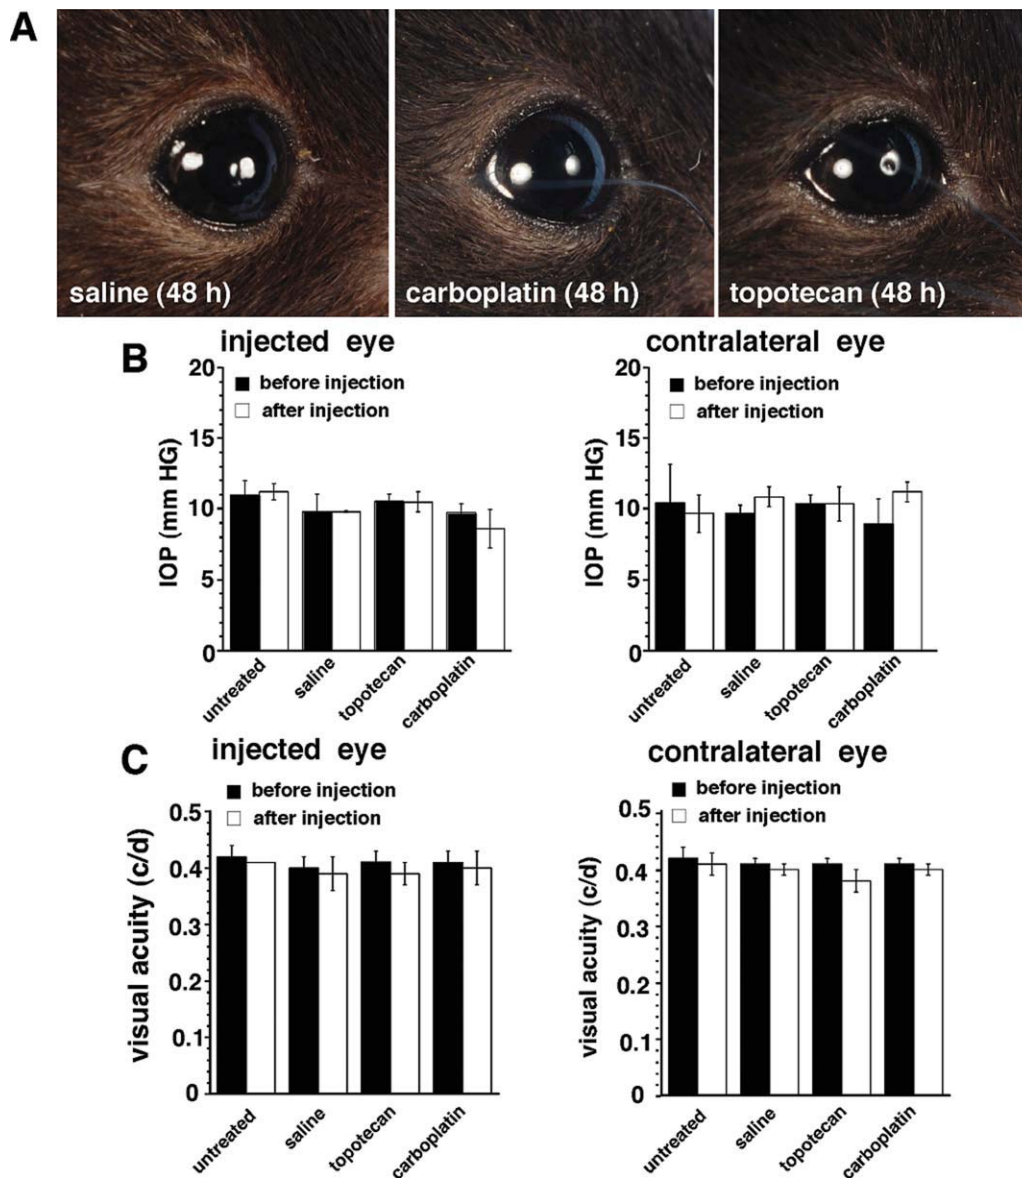 A
saline (48 h)
carboplatin (48 h)
topotecan (48 h)
B
injected eye
before injection
after injection
IOP (mm HG)
20
15
10
5
0
untreated
saline
topotecan
carboplatin
contralateral eye
before injection
after injection
IOP (mm HG)
20
15
10
5
0
untreated
saline
topotecan
carboplatin
C
injected eye
before injection
after injection
visual acuity (c/d)
0.5
0.4
0.3
0.2
0.1
0
untreated
saline
topotecan
carboplatin
contralateral eye
before injection
after injection
visual acuity (c/d)
0.5
0.4
0.3
0.2
0.1
0
untreated
saline
topotecan
carboplatin